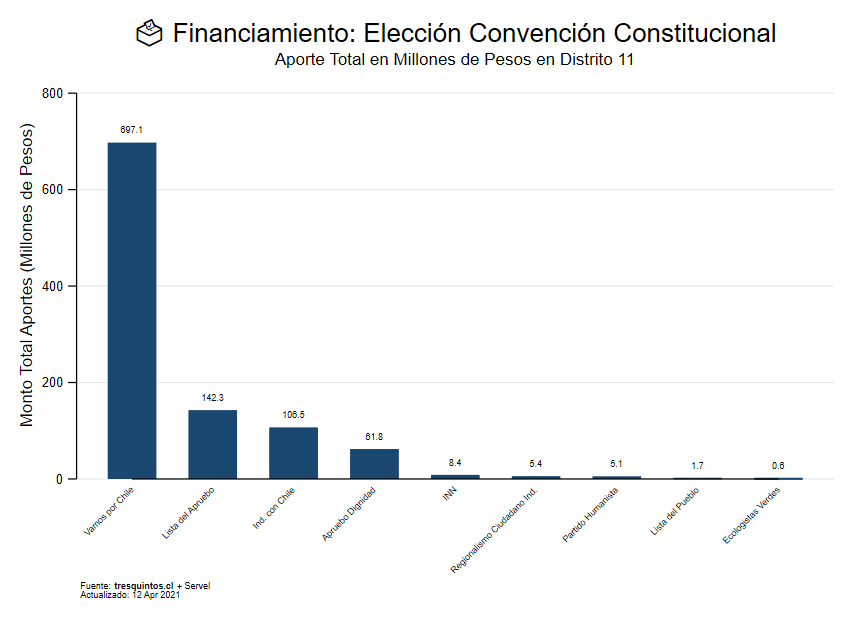 Financiamiento: Elección Convención Constitucional
Aporte Total en Millones de Pesos en Distrito 11
Monto Total Aportes (Millones de Pesos)
800
600
400
200
0
697.1
142.3
106.5
61.8
8.4
5.4
5.1
1.7
0.6
Vamos por Chile
Lista del Apruebo
Ind. con Chile
Apruebo Dignidad
INN
Regionalismo Ciudadano Ind.
Partido Humanista
Lista del Pueblo
Ecologistas Verdes
Fuente: tresquintos.cl + Servel
Actualizado: 12 Apr 2021